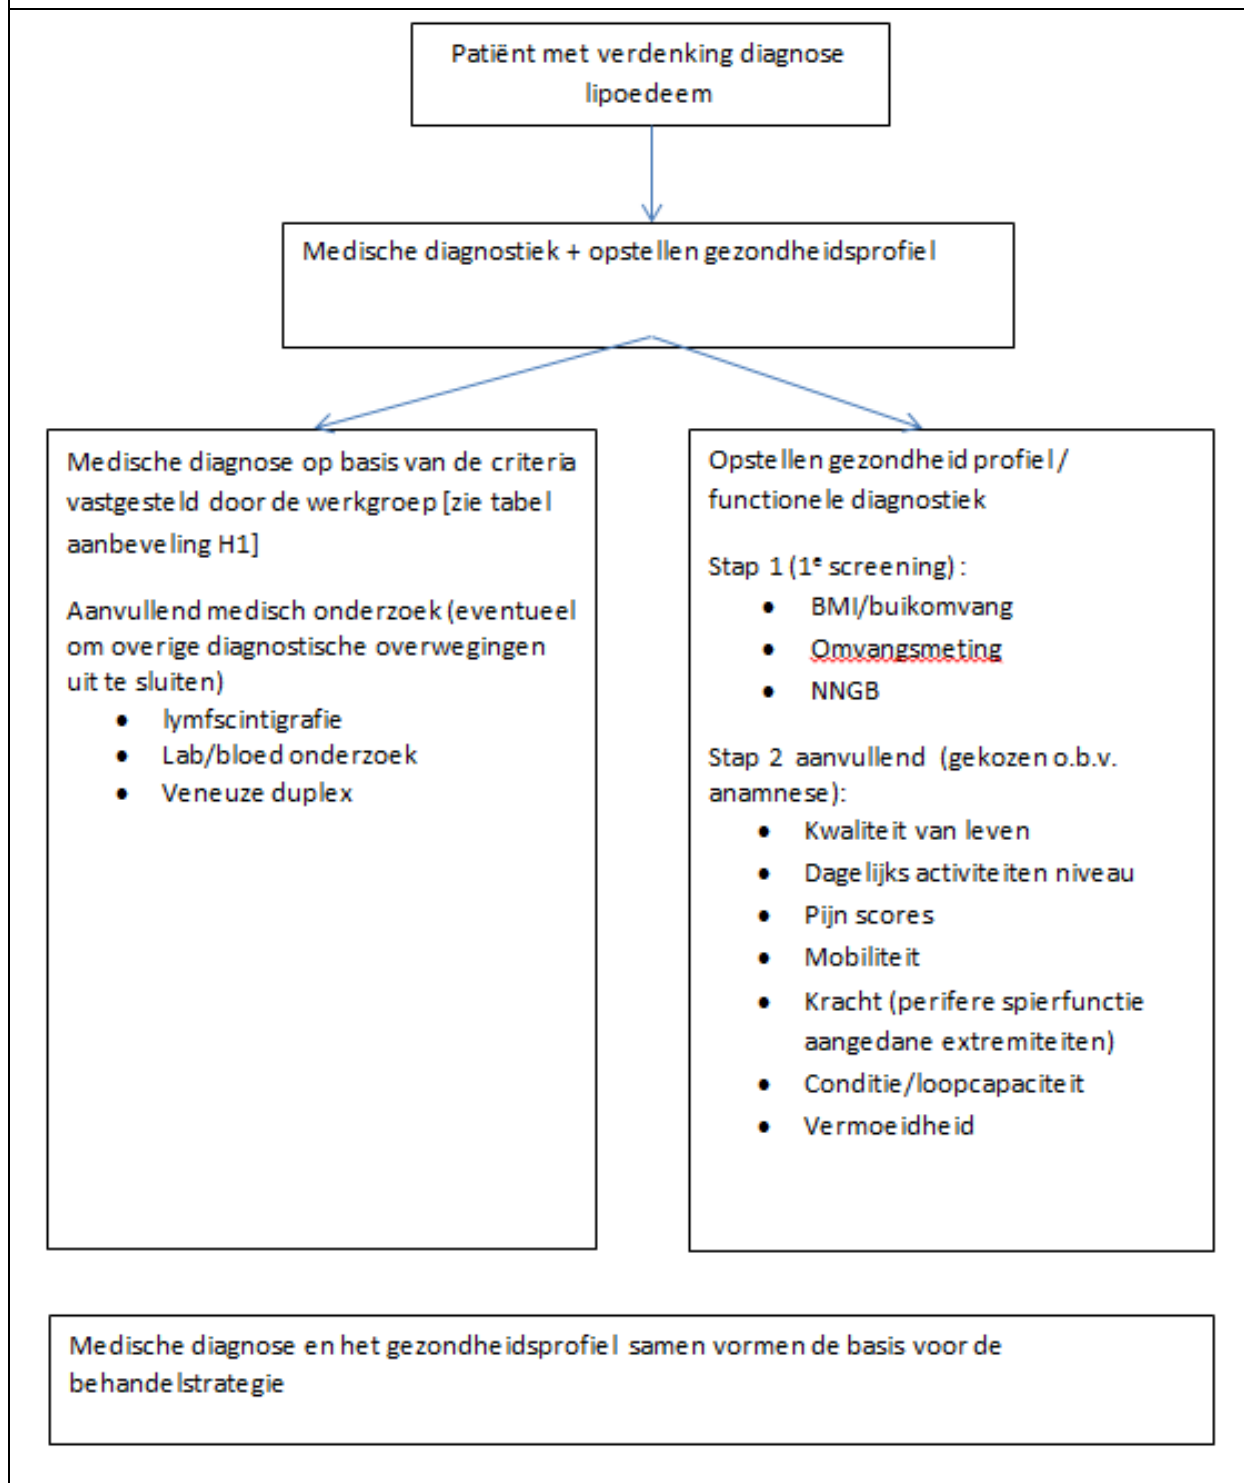 Patiënt met verdenking diagnose
lipoedeem
Medische diagnostiek + opstellen gezondheidsprofiel
Medische diagnose op basis van de criteria
vastgesteld door de werkgroep [zie tabel
aanbeveling H1]
Aanvullend medisch onderzoek (eventueel
om overige diagnostische overwegingen
uit te sluiten)
• lymfscintigrafie
• Lab/bloed onderzoek
• Veneuze duplex
Opstellen gezondheid profiel/
functionele diagnostiek
Stap 1 (1ᵉ screening) :
• BMI/buikomvang
• Omvangsmeting
• NNGB
Stap 2 aanvullend (gekozen o.b.v.
anamnese):
• Kwaliteit van leven
• Dagelijks activiteiten niveau
• Pijn scores
• Mobiliteit
• Kracht (perifere spierfunctie
aangedane extremiteiten)
• Conditie/loopcapaciteit
• Vermoeidheid
Medische diagnose en het gezondheidsprofiel samen vormen de basis voor de
behandelstrategie